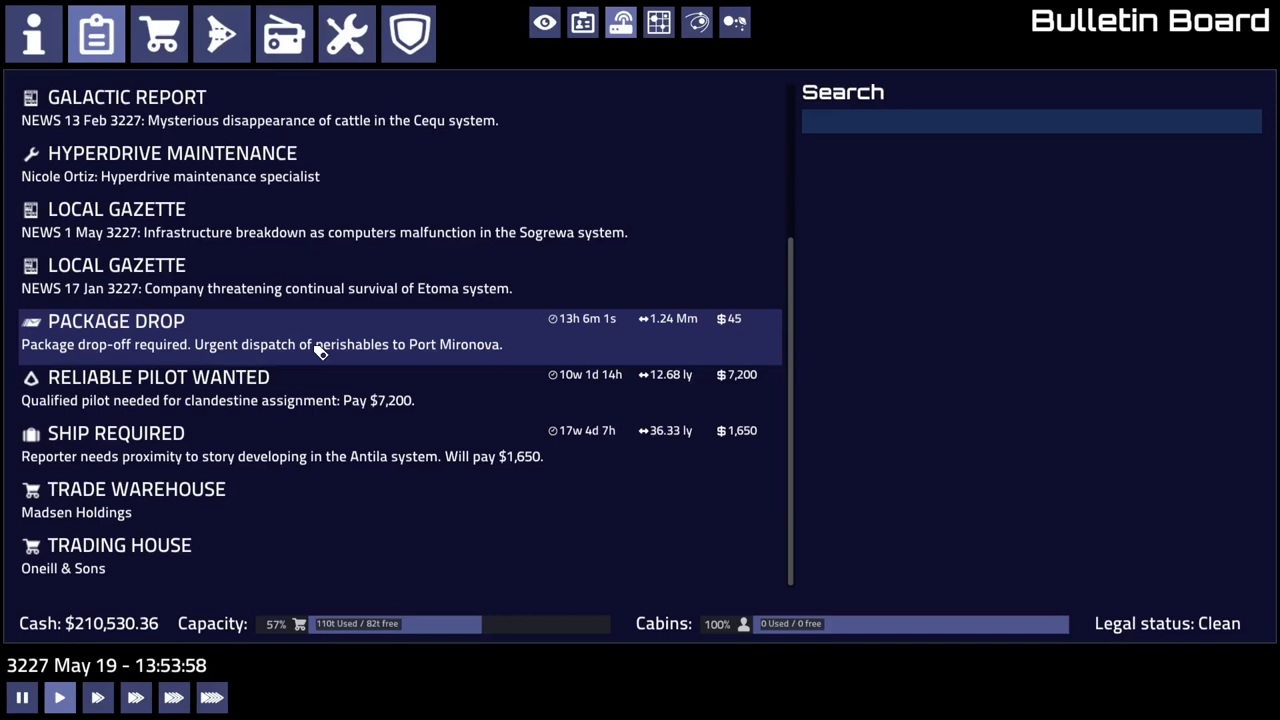 Bulletin Board
GALACTIC REPORT
NEWS 13 Feb 3227: Mysterious disappearance of cattle in the Cequ system.
HYPERDRIVE MAINTENANCE
Nicole Ortiz: Hyperdrive maintenance specialist
LOCAL GAZETTE
NEWS 1 May 3227: Infrastructure breakdown as computers malfunction in the Sogrewa system.
LOCAL GAZETTE
NEWS 17 Jan 3227: Company threatening continual survival of Etoma system.
PACKAGE DROP 13h 6m 1s 1.24 Mm $45
Package drop-off required. Urgent dispatch of perishables to Port Mironova.
RELIABLE PILOT WANTED 10w 1d 14h 12.68 ly $7,200
Qualified pilot needed for clandestine assignment: Pay $7,200.
SHIP REQUIRED 17w 4d 7h 36.33 ly $1,650
Reporter needs proximity to story developing in the Antila system. Will pay $1,650.
TRADE WAREHOUSE
Madsen Holdings
TRADING HOUSE
Oneill & Sons
Search
Cash: $210,530.36 Capacity: 57% 110t Used / 82t free Cabins: 100% 0 Used / 0 free Legal status: Clean
3227 May 19 - 13:53:58